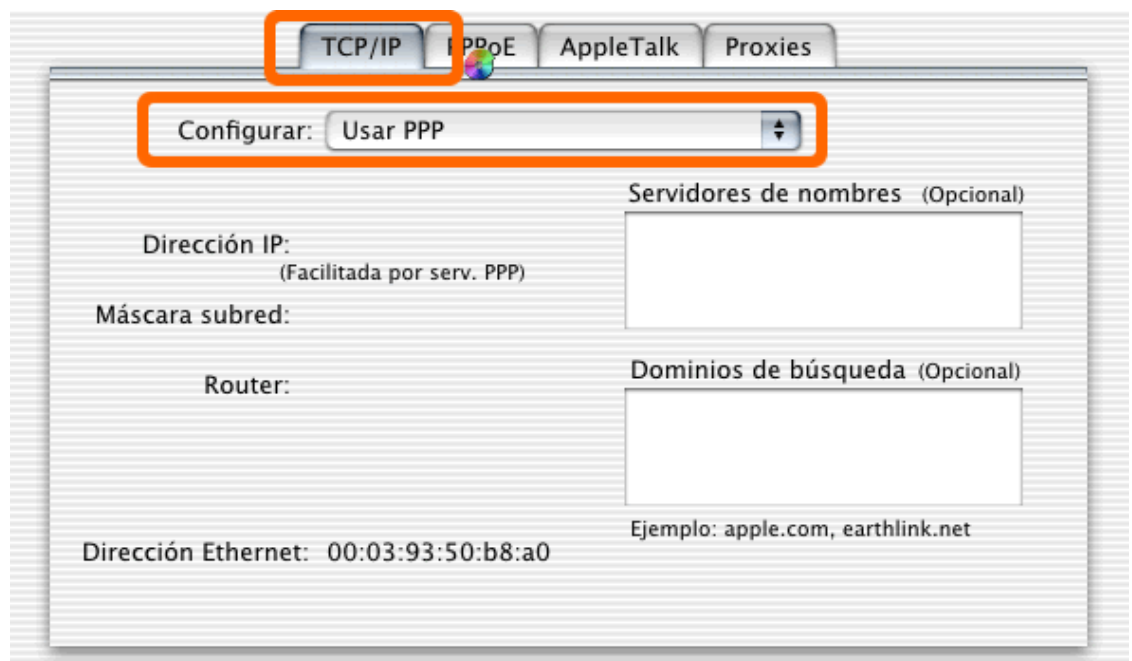 TCP/IP PPPoE AppleTalk Proxies
Configurar: Usar PPP
Servidores de nombres (Opcional)
Dirección IP:
(Facilitada por serv. PPP)
Máscara subred:
Dominios de búsqueda (Opcional)
Router:
Ejemplo: apple.com, earthlink.net
Dirección Ethernet: 00:03:93:50:b8:a0